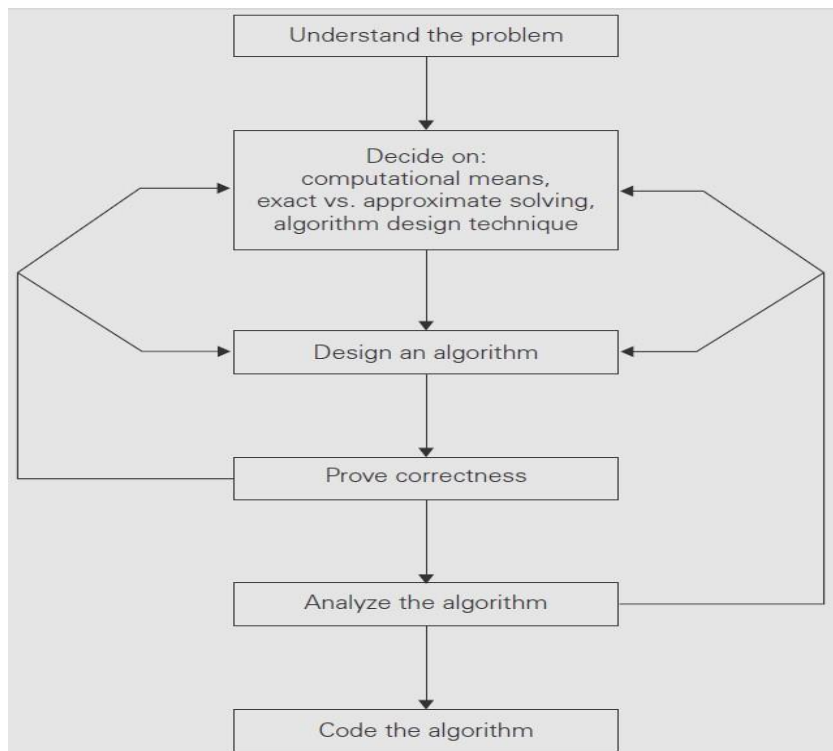 Understand the problem
Decide on:
computational means,
exact vs. approximate solving,
algorithm design technique
Design an algorithm
Prove correctness
Analyze the algorithm
Code the algorithm